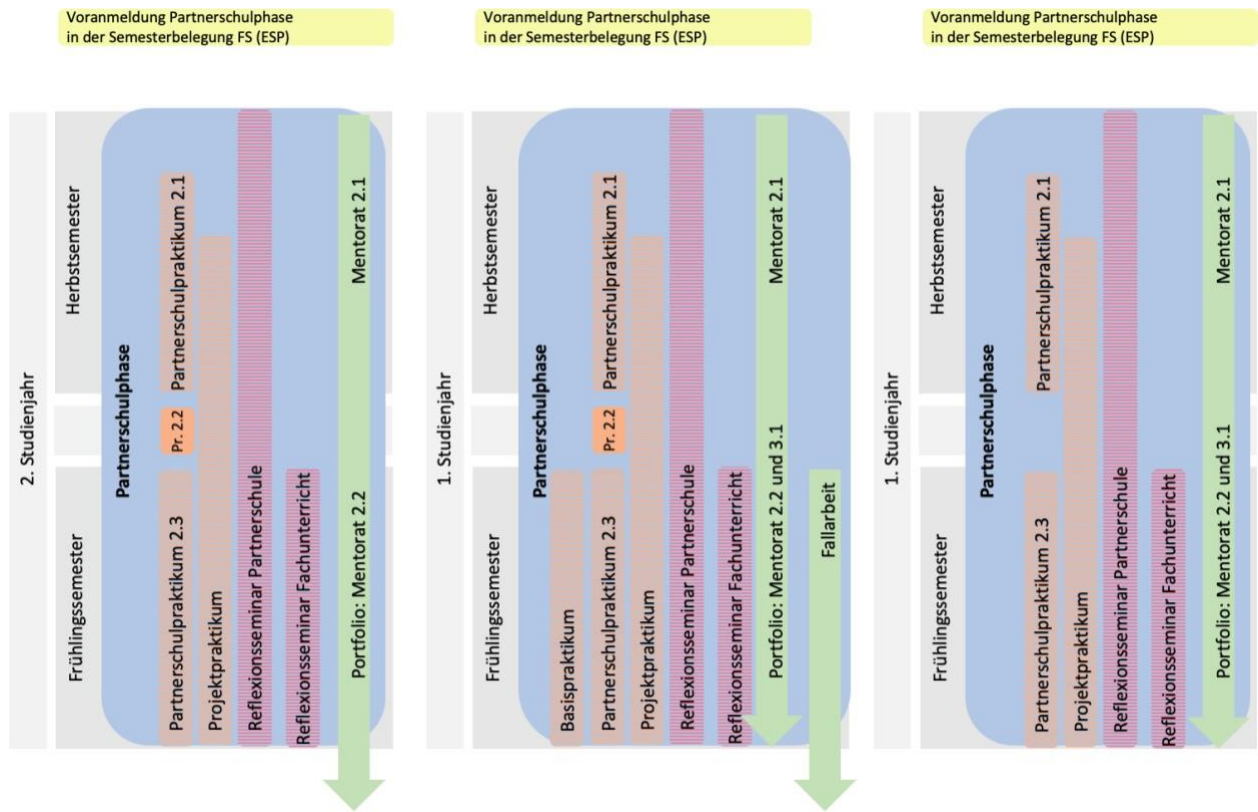 Voranmeldung Partnerschulphase
in der Semesterbelegung FS (ESP)
2. Studienjahr
Herbstsemester
Frühlingssemester
Partnerschulphase
Partnerschulpraktikum 2.1
Pr. 2.2
Partnerschulpraktikum 2.3
Projektpraktikum
Reflexionsseminar Partnerschule
Reflexionsseminar Fachunterricht
Mentorat 2.1
Portfolio: Mentorat 2.2
Voranmeldung Partnerschulphase
in der Semesterbelegung FS (ESP)
1. Studienjahr
Herbstsemester
Frühlingssemester
Partnerschulphase
Basispraktikum
Partnerschulpraktikum 2.1
Pr. 2.2
Partnerschulpraktikum 2.3
Projektpraktikum
Reflexionsseminar Partnerschule
Reflexionsseminar Fachunterricht
Mentorat 2.1
Portfolio: Mentorat 2.2 und 3.1
Fallarbeit
Voranmeldung Partnerschulphase
in der Semesterbelegung FS (ESP)
1. Studienjahr
Herbstsemester
Frühlingssemester
Partnerschulphase
Partnerschulpraktikum 2.1
Partnerschulpraktikum 2.3
Projektpraktikum
Reflexionsseminar Partnerschule
Reflexionsseminar Fachunterricht
Mentorat 2.1
Portfolio: Mentorat 2.2 und 3.1